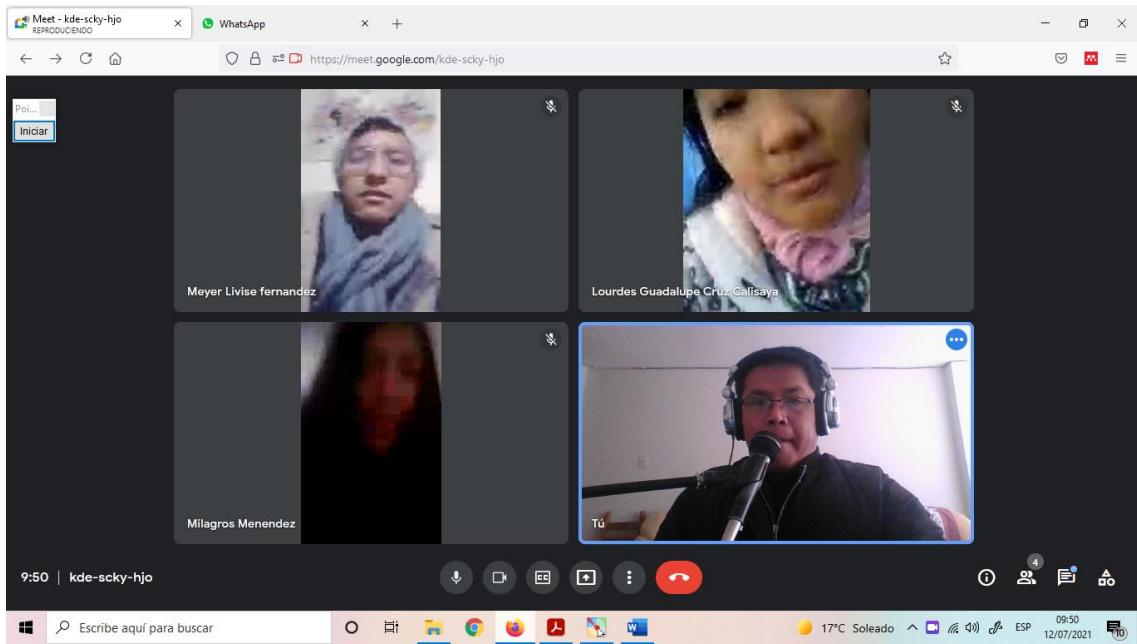 Meet - kde-scky-hjo
REPRODUCIENDO
WhatsApp
https://meet.google.com/kde-scky-hjo
Poi...
Iniciar
Meyer Livise fernandez
Lourdes Guadalupe Cruz Calisaya
Milagros Menendez
Tú
9:50 | kde-scky-hjo
4
Escribe aquí para buscar
17°C Soleado
ESP
09:50
12/07/2021
10